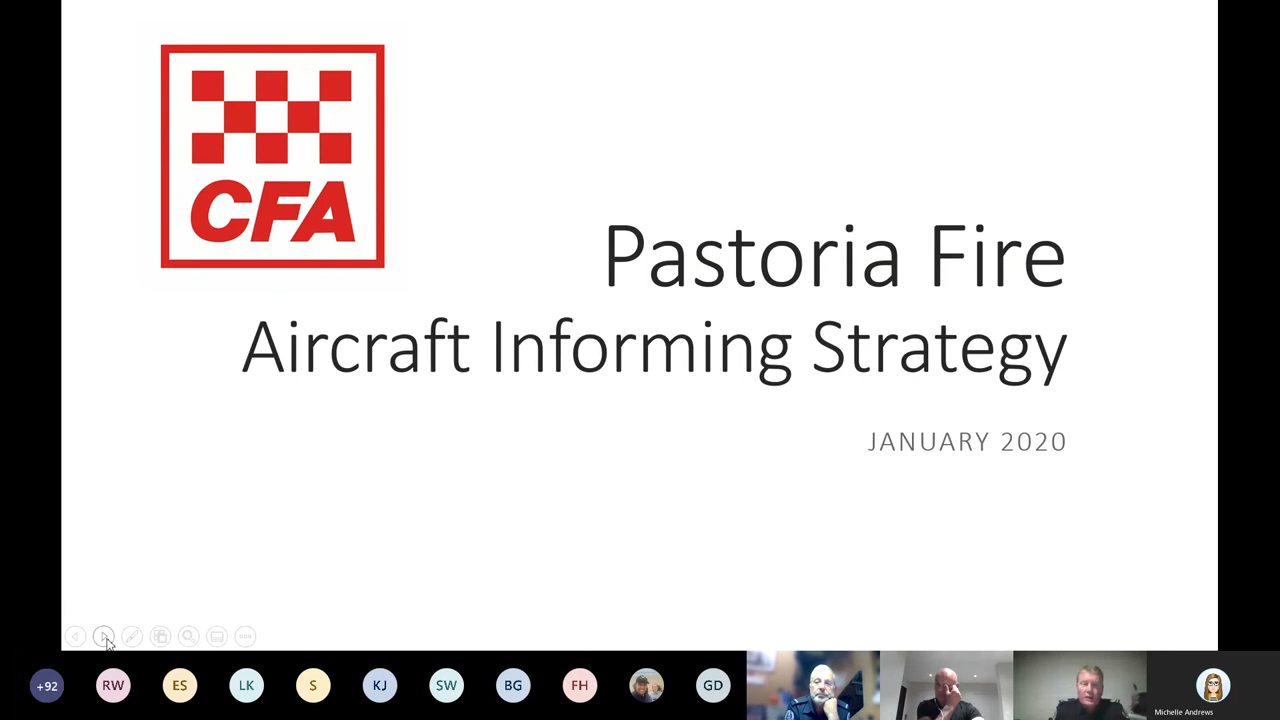 CFA
Pastoria Fire
Aircraft Informing Strategy
JANUARY 2020
+92
RW
ES
LK
S
KJ
SW
BG
FH
GD
Michelle Andrews